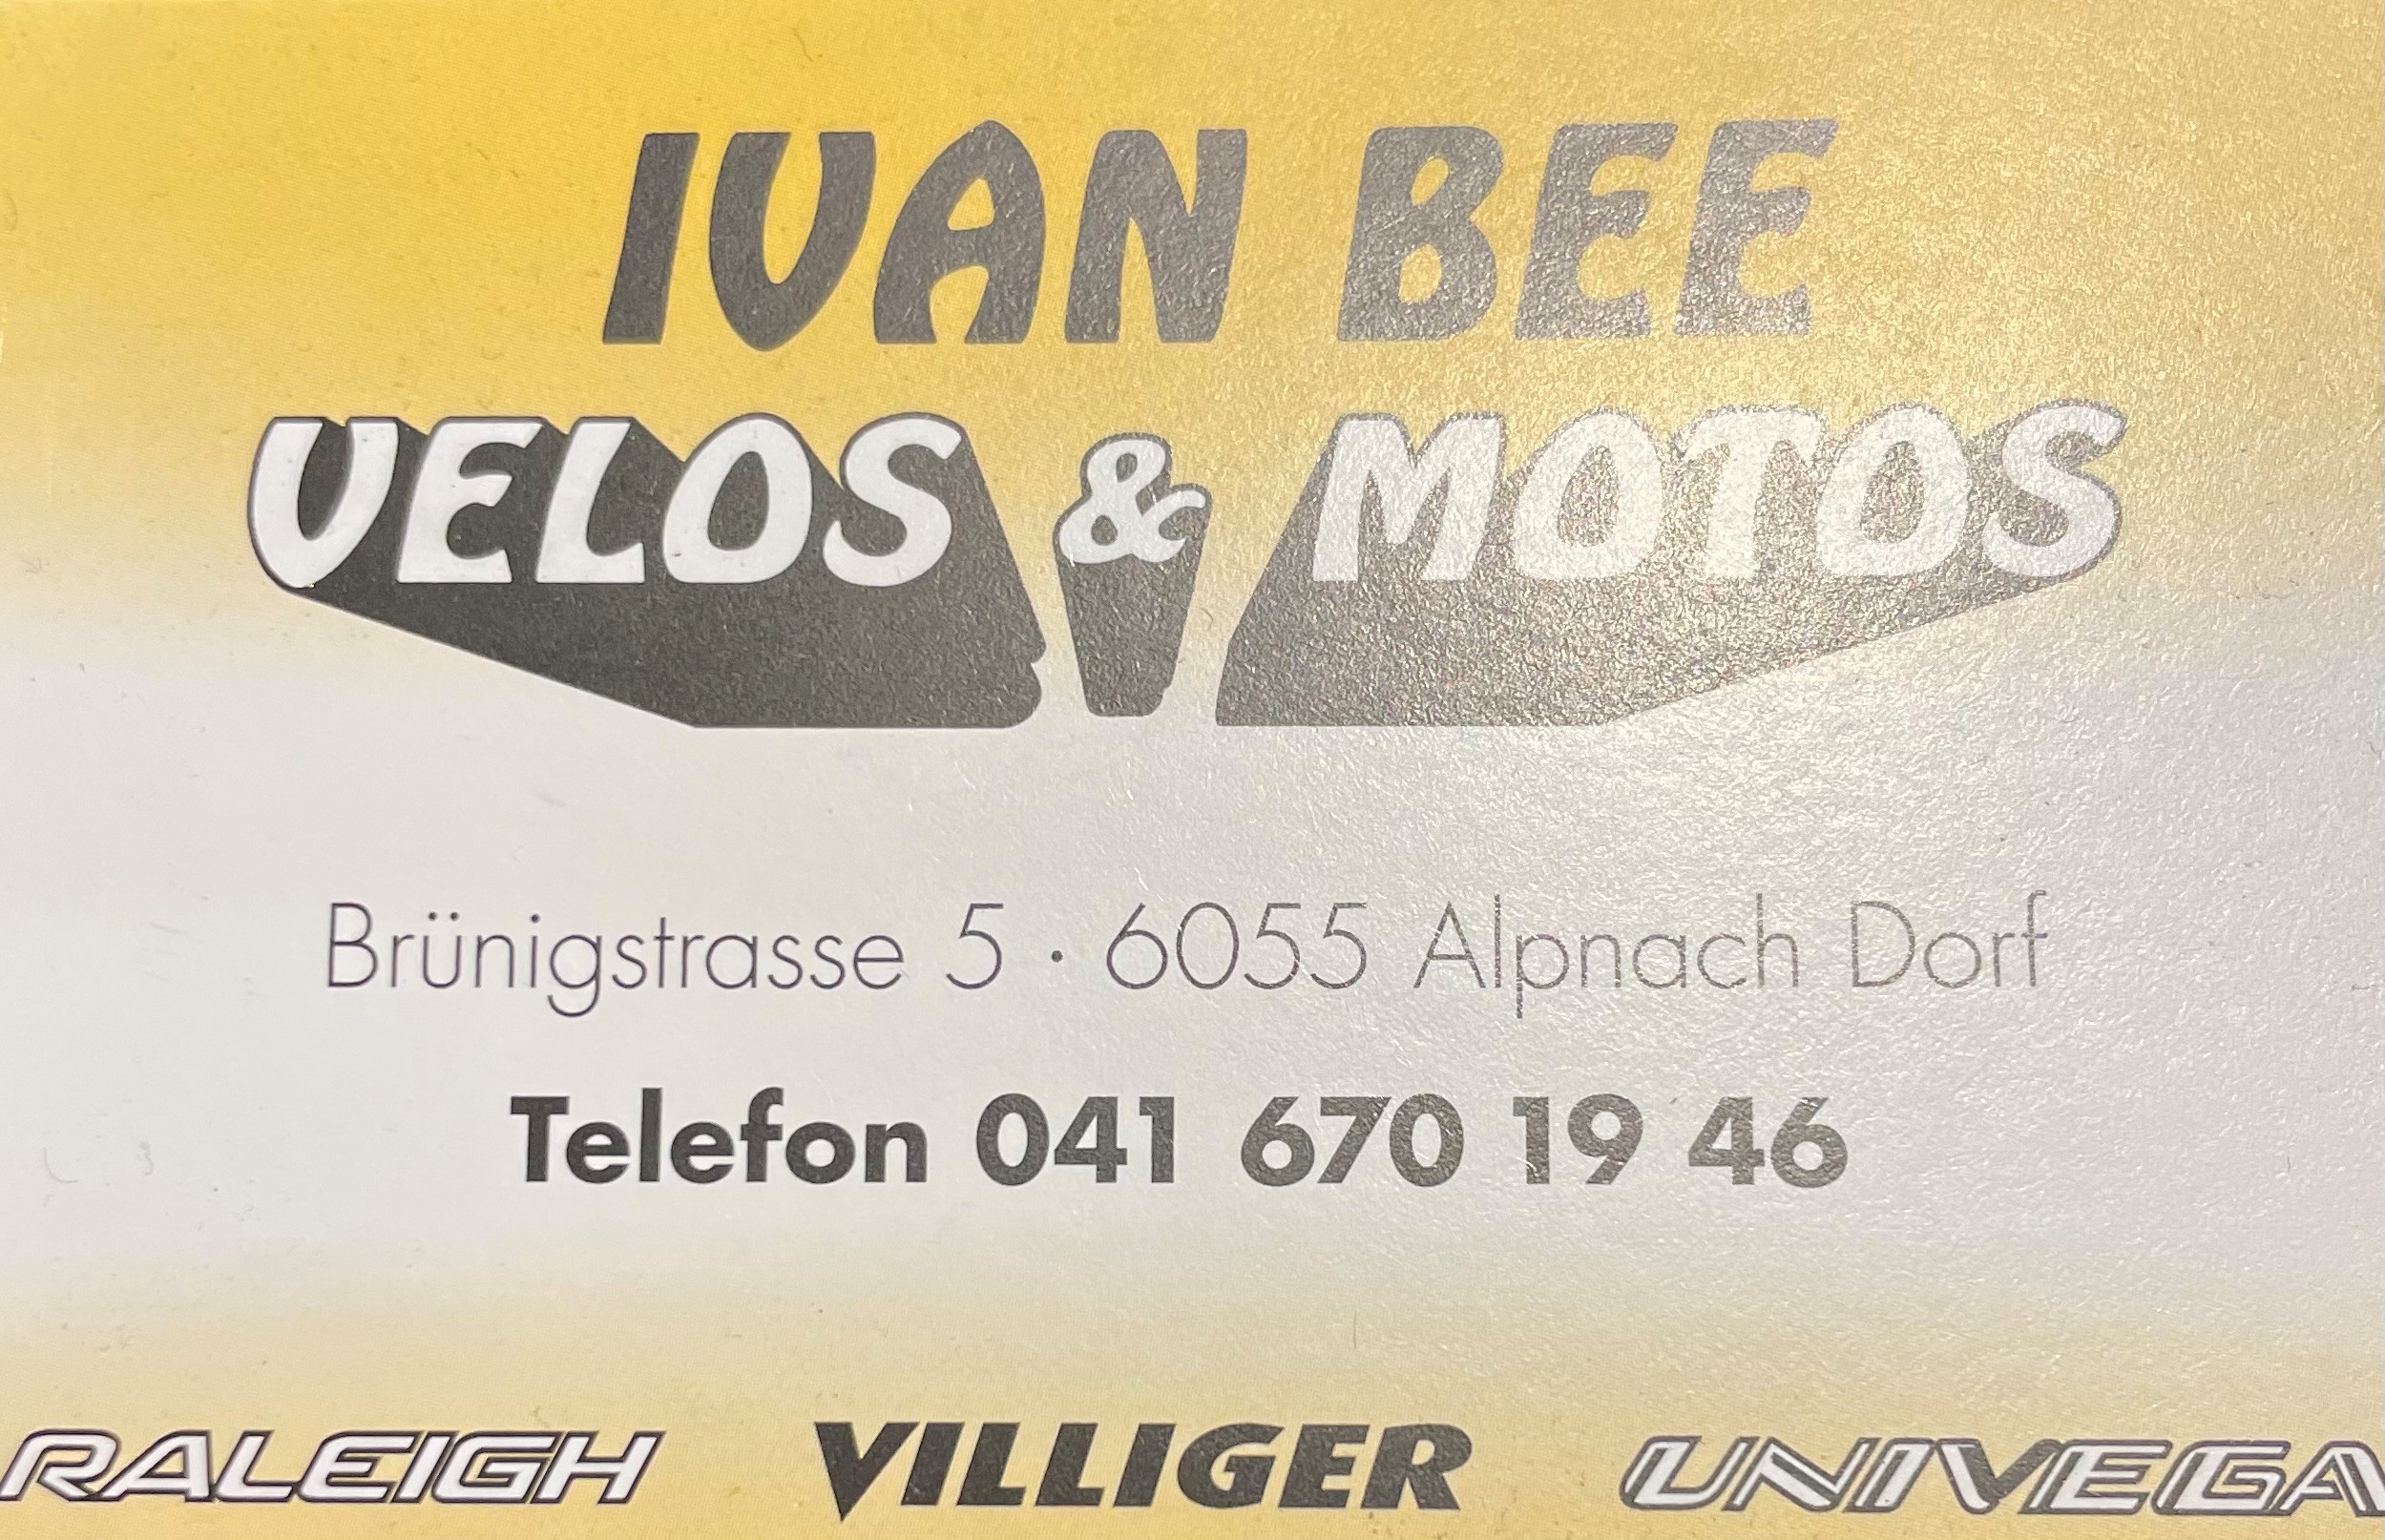 IVAN BEE
VELOS & MOTOS
Brünigstrasse 5 · 6055 Alpnach Dorf
Telefon 041 670 19 46
RALEIGH VILLIGER UNIVEGA